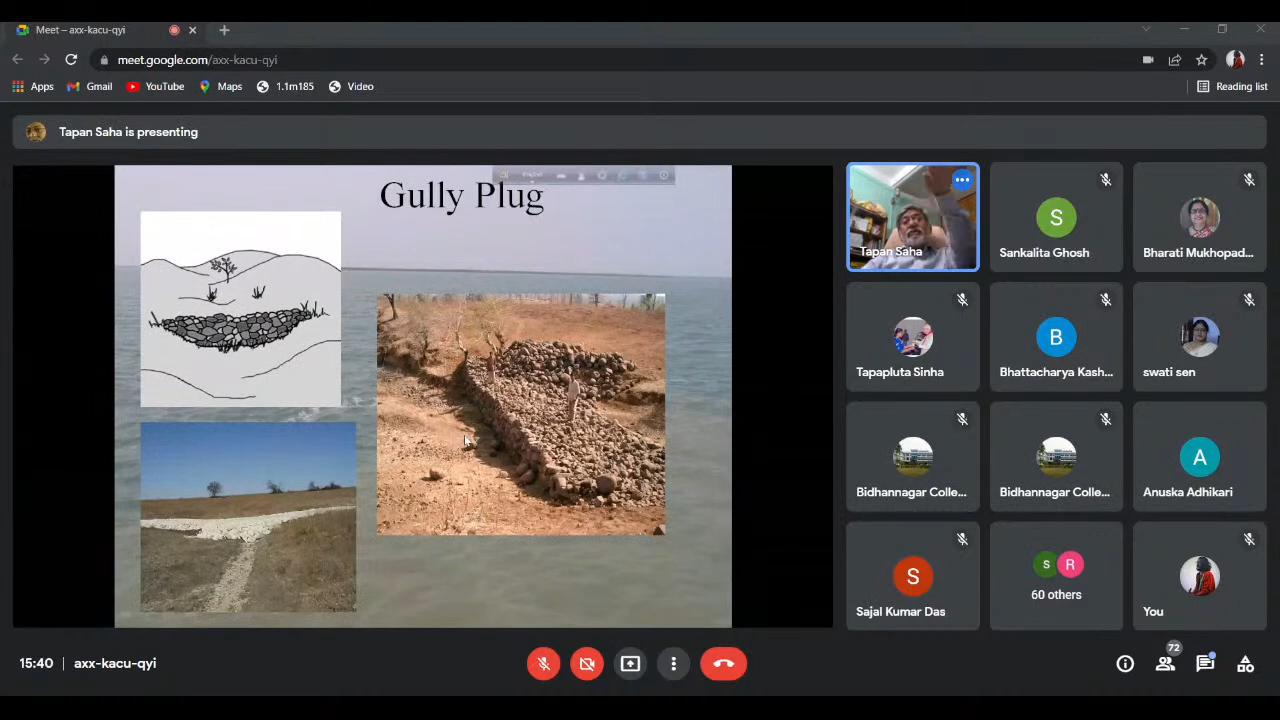 Meet – axx-kacu-qyi
meet.google.com/axx-kacu-qyi
Apps Gmail YouTube Maps 1.1m185 Video Reading list
Tapan Saha is presenting
Gully Plug
Tapan Saha
Sankalita Ghosh
Bharati Mukhopad...
Tapapluta Sinha
B
Bhattacharya Kash...
swati sen
Bidhannagar Colle...
Bidhannagar Colle...
A
Anuska Adhikari
S
S
Sajal Kumar Das
s R
60 others
You
15:40 | axx-kacu-qyi
72